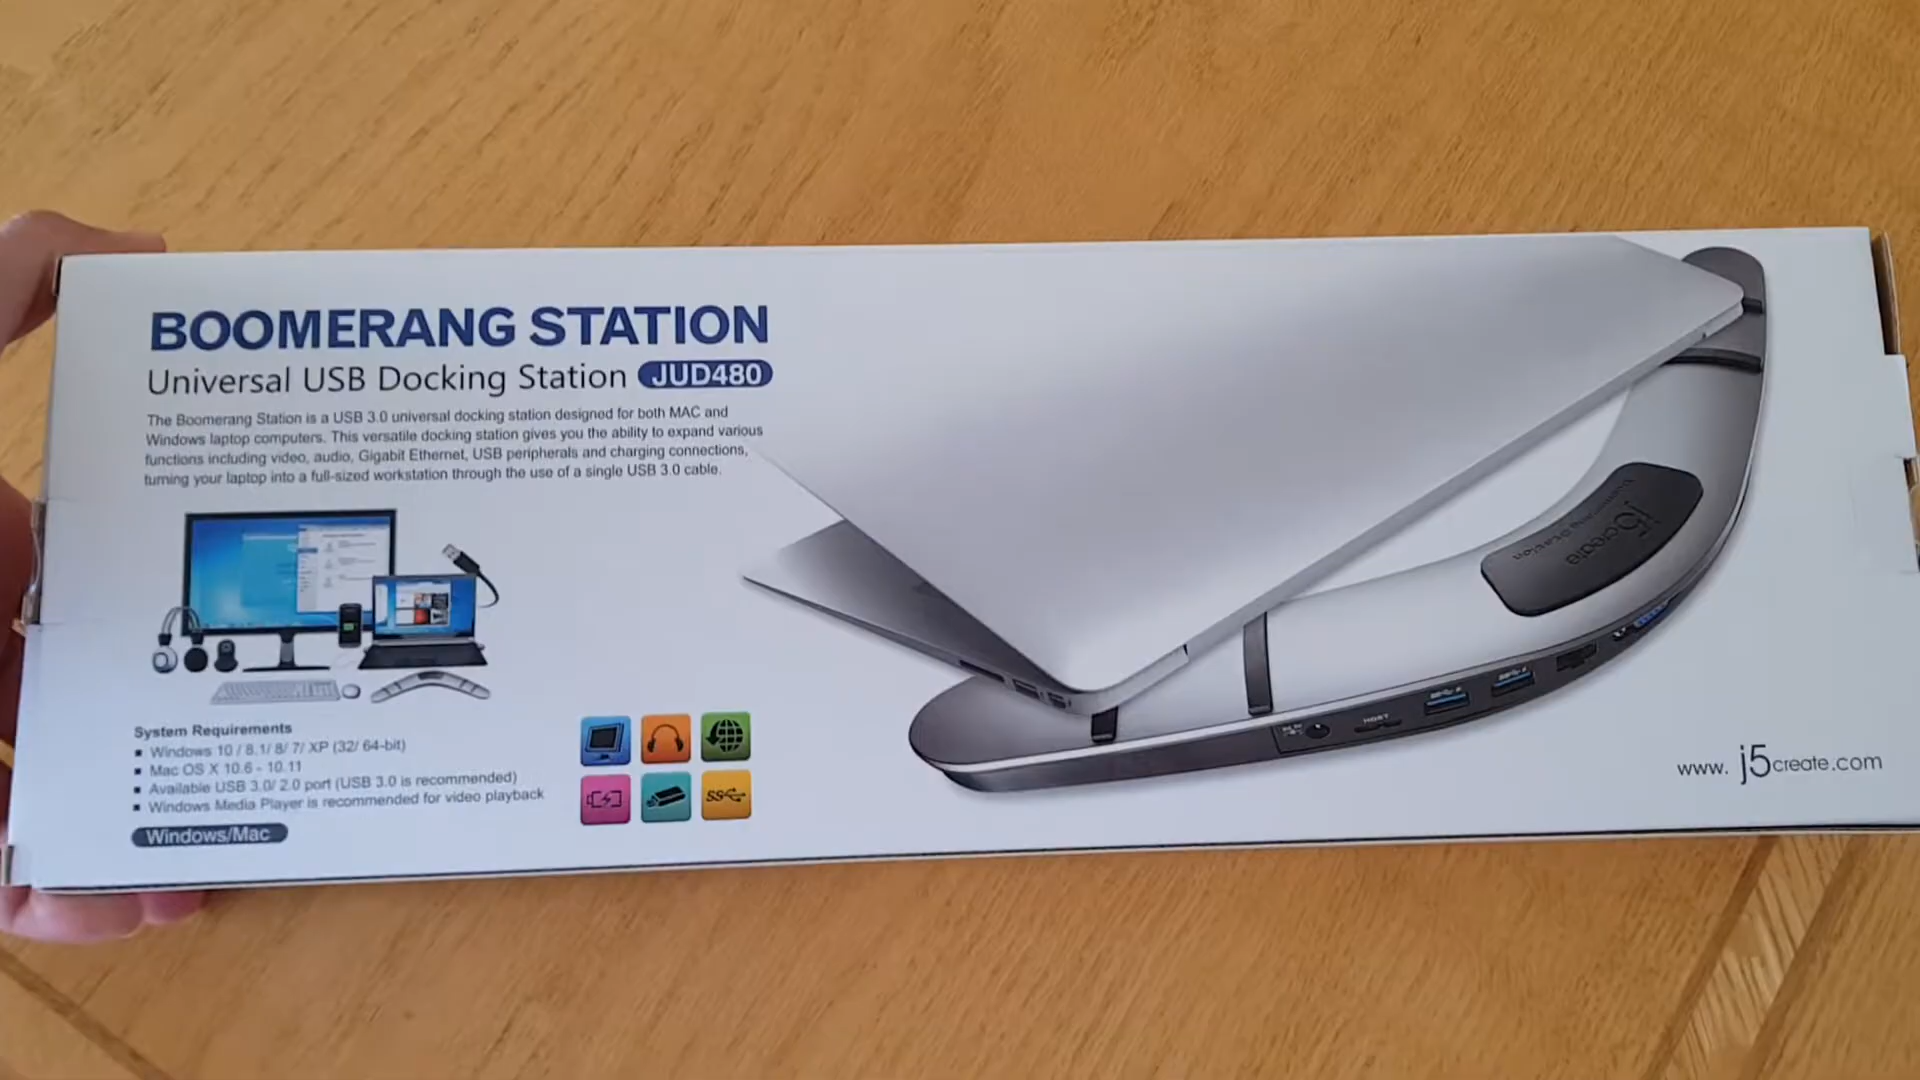 BOOMERANG STATION
Universal USB Docking Station JUD480
The Boomerang Station is a USB 3.0 universal docking station designed for both MAC and
Windows laptop computers. This versatile docking station gives you the ability to expand various
functions including video, audio, Gigabit Ethernet, USB peripherals and charging connections,
turning your laptop into a full-sized workstation through the use of a single USB 3.0 cable.
j5create
Boomerang Station
HOST
System Requirements
▪ Windows 10 / 8.1/ 8/ 7/ XP (32/ 64-bit)
▪ Mac OS X 10.6 - 10.11
▪ Available USB 3.0/ 2.0 port (USB 3.0 is recommended)
▪ Windows Media Player is recommended for video playback
Windows/Mac
SS
www. j5create.com